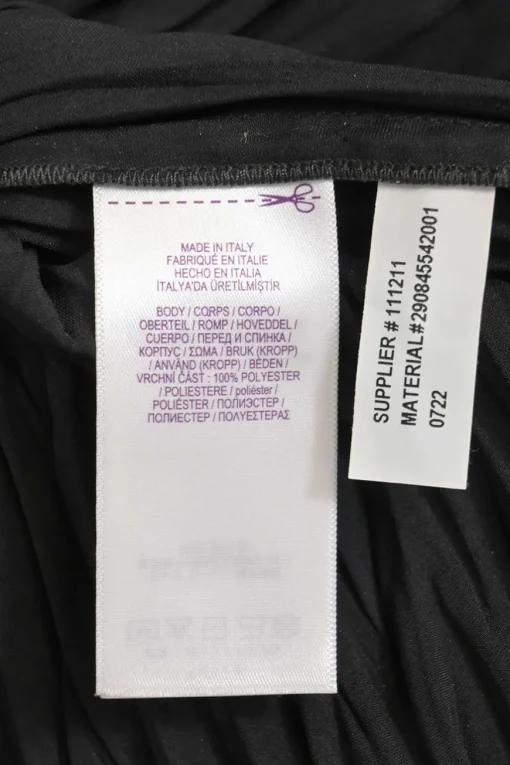 MADE IN ITALY
FABRIQUÉ EN ITALIE
HECHO EN ITALIA
İTALYA'DA ÜRETİLMİŞTİR
BODY / CORPS / CORPO /
OBERTEIL / ROMP / HOVEDDEL /
CUERPO / ПЕРЕД И СПИНКА /
КОРПУС / ΣΩΜΑ / BRUK (KROPP)
/ ANVÄND (KROPP) / BEDEN /
VRCHNÍ ČÁST : 100% POLYESTER
/ POLIESTERE / poliéster /
POLIÉSTER / ПОЛИЭСТЕР /
ПОЛИЕСТЕР / ΠΟΛΥΕΣΤΕΡΑΣ
SUPPLIER # 111211
MATERIAL#290845542001
0722